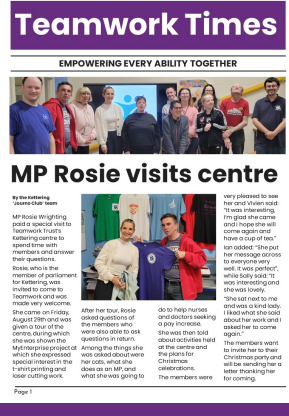 Teamwork Times
EMPOWERING EVERY ABILITY TOGETHER
MP Rosie visits centre
By the Kettering
'Journo Club' team
MP Rosie Wrighting
paid a special visit to
Teamwork Trust's
Kettering centre to
spend time with
members and answer
their questions.
Rosie, who is the
member of parliament
for Kettering, was
invited to come to
Teamwork and was
made very welcome.
She came on Friday,
August 29th and was
given a tour of the
centre, during which
she was shown the
MyEnterprise project at
which she expressed
special interest in the
t-shirt printing and
laser cutting work.
After her tour, Rosie
asked questions of
the members who
were also able to ask
questions in return.
Among the things she
was asked about were
her cats, what she
does as an MP, and
what she was going to
do to help nurses
and doctors seeking
a pay increase.
She was then told
about activities held
at the centre and
the plans for
Christmas
celebrations.
The members were
very pleased to see
her and Vivien said:
"It was interesting,
I'm glad she came
and I hope she will
come again and
have a cup of tea."
Ian added: "She put
her message across
to everyone very
well. It was perfect",
while Sally said: "It
was interesting and
she was lovely.
"She sat next to me
and was a kind lady,
I liked what she said
about her work and I
asked her to come
again."
The members want
to invite her to their
Christmas party and
will be sending her a
letter thanking her
for coming.
Page 1